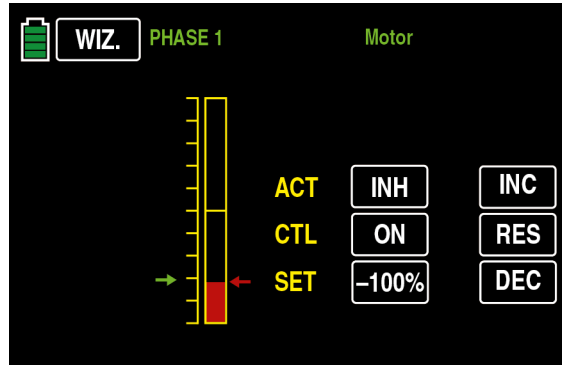 WIZ. PHASE 1 Motor
ACT INH INC
CTL ON RES
SET –100% DEC